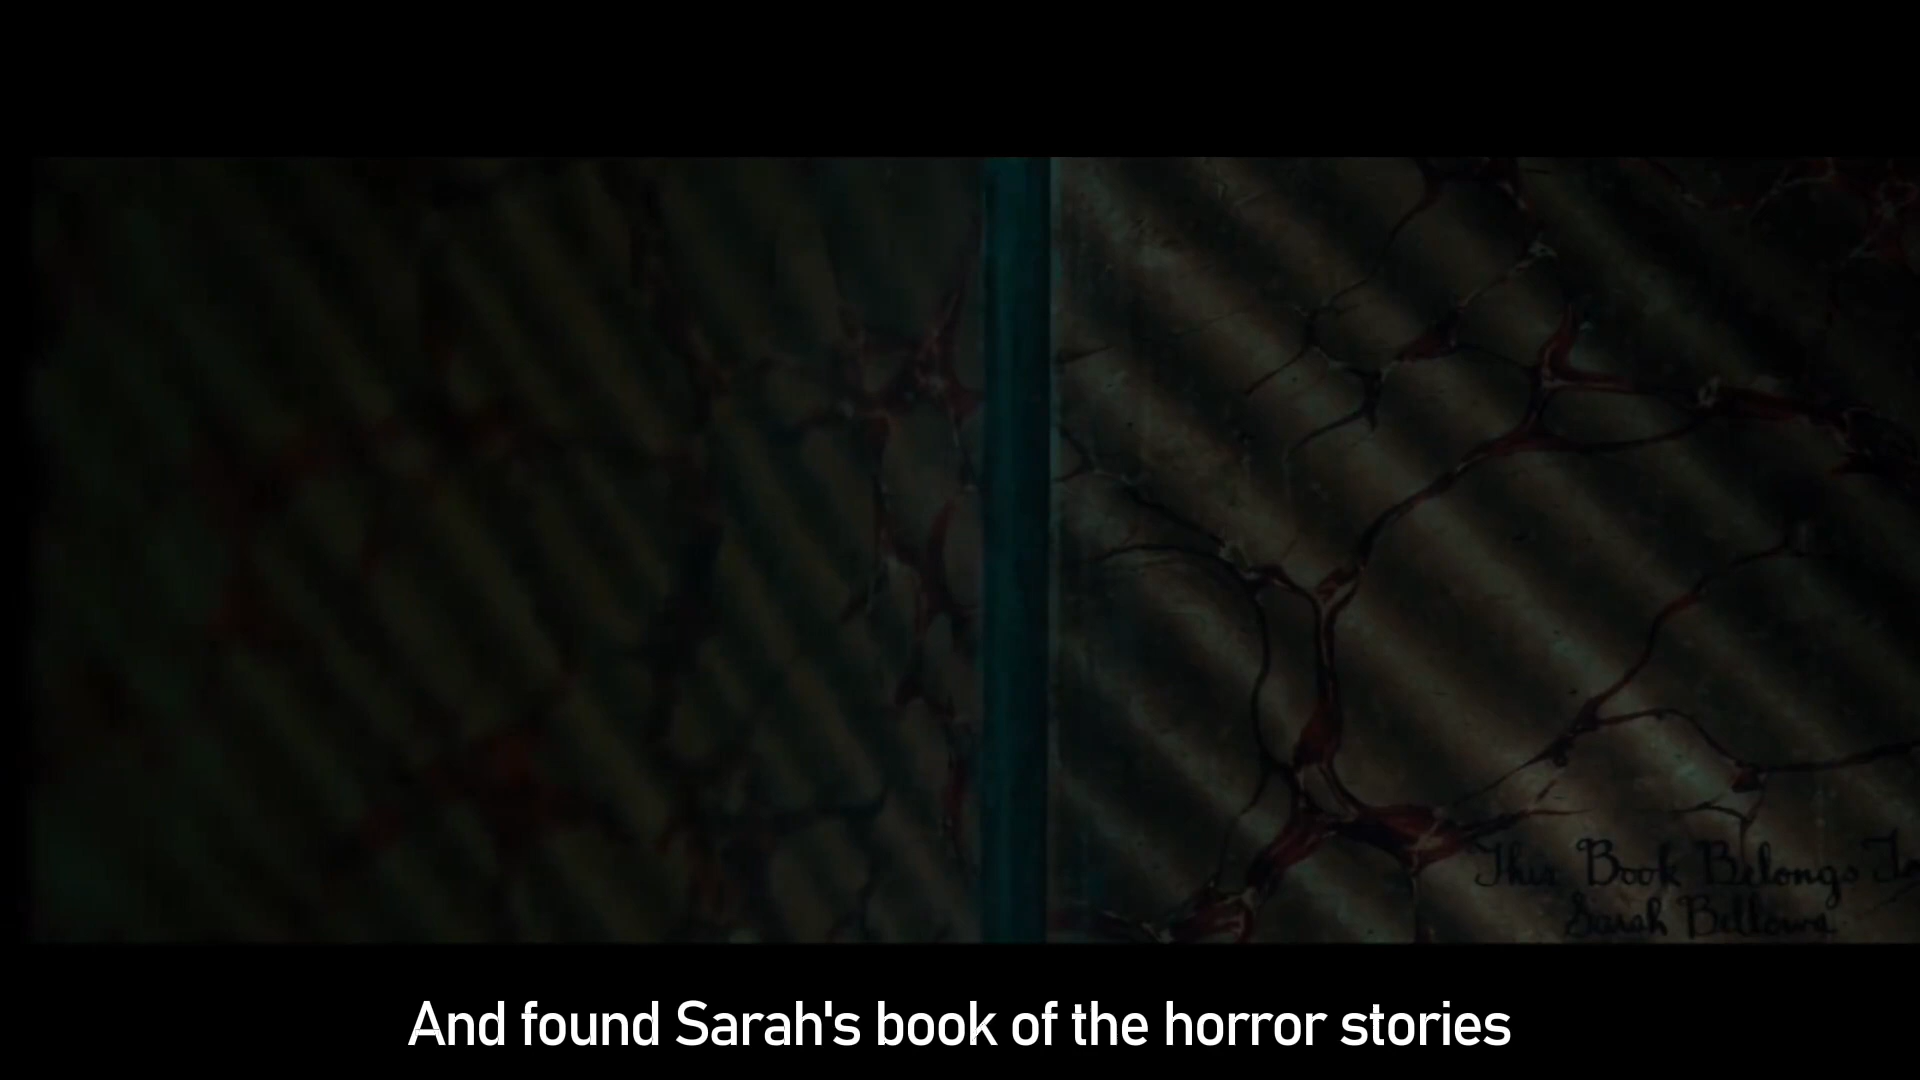 This Book Belongs To
Sarah Bellows
And found Sarah's book of the horror stories